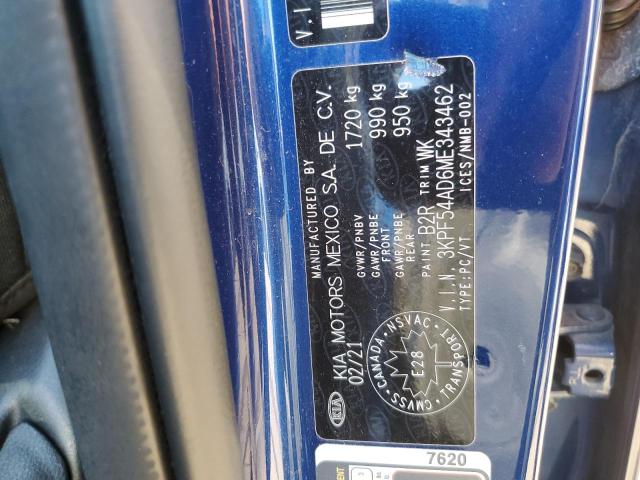 V.I
MANUFACTURED BY
KIA MOTORS MEXICO S.A. DE C.V.
02/21
GVWR/PNBV 1720 kg
GAWR/PNBE FRONT 990 kg
GAWR/PNBE REAR 950 kg
PAINT B2R TRIM WK
V.I.N. 3KPF54AD6ME343462
TYPE:PC/VT ICES/NMB-002
KIA
CANADA NSVAC TRANSPORT CMVSS
E28
7620